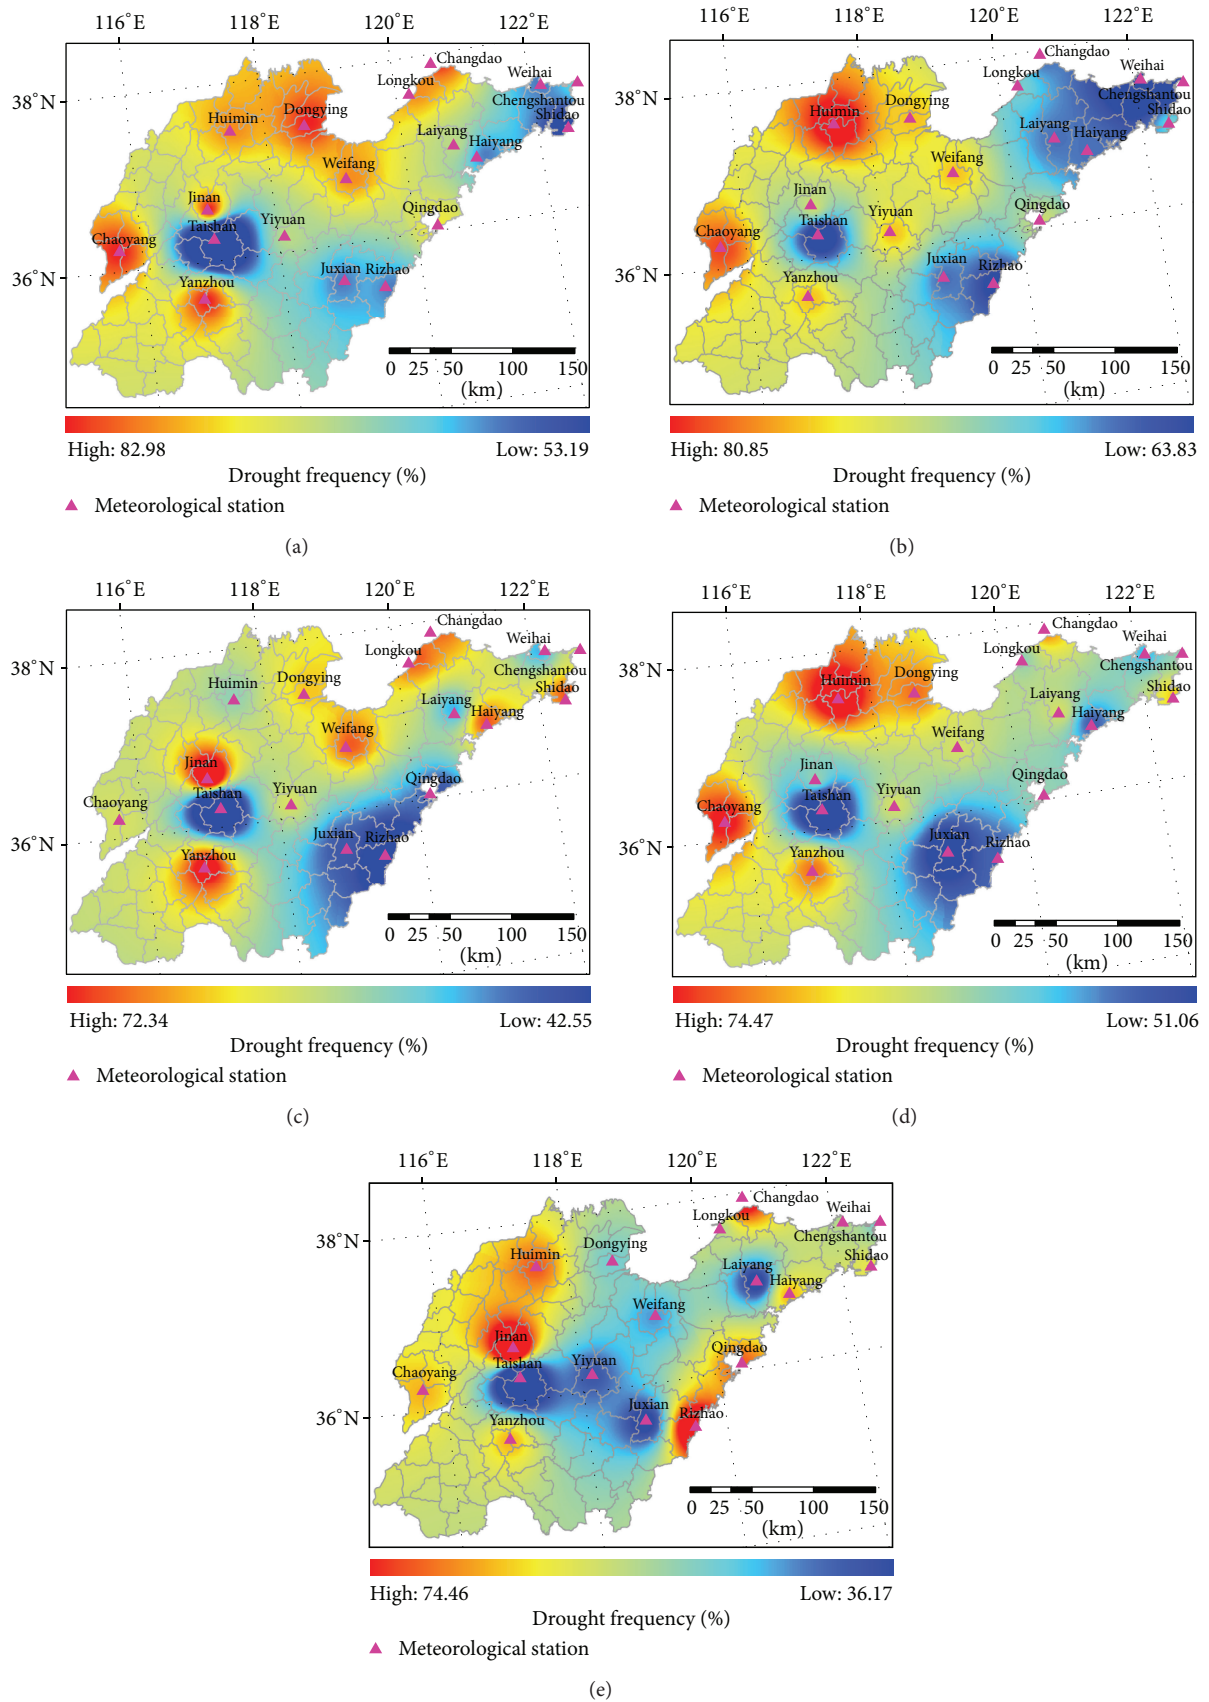 116°E 118°E 120°E 122°E
38°N
36°N
Changdao
Longkou
Weihai
Chengshantou
Shidao
Huimin
Dongying
Laiyang
Haiyang
Weifang
Jinan
Taishan
Yiyuan
Qingdao
Chaoyang
Juxian Rizhao
Yanzhou
0 25 50 100 150
(km)
High: 82.98 Low: 53.19
Drought frequency (%)
Meteorological station
(a)
116°E 118°E 120°E 122°E
38°N
36°N
Changdao
Longkou
Weihai
Chengshantou
Shidao
Huimin
Dongying
Laiyang
Haiyang
Weifang
Jinan
Taishan
Yiyuan
Qingdao
Chaoyang
Juxian Rizhao
Yanzhou
0 25 50 100 150
(km)
High: 80.85 Low: 63.83
Drought frequency (%)
Meteorological station
(b)
116°E 118°E 120°E 122°E
38°N
36°N
Changdao
Longkou
Weihai
Chengshantou
Shidao
Huimin
Dongying
Laiyang
Haiyang
Weifang
Jinan
Taishan
Yiyuan
Qingdao
Chaoyang
Juxian Rizhao
Yanzhou
0 25 50 100 150
(km)
High: 72.34 Low: 42.55
Drought frequency (%)
Meteorological station
(c)
116°E 118°E 120°E 122°E
38°N
36°N
Changdao
Longkou
Weihai
Chengshantou
Shidao
Huimin
Dongying
Laiyang
Haiyang
Weifang
Jinan
Taishan
Yiyuan
Qingdao
Chaoyang
Juxian
Rizhao
Yanzhou
0 25 50 100 150
(km)
High: 74.47 Low: 51.06
Drought frequency (%)
Meteorological station
(d)
116°E 118°E 120°E 122°E
38°N
36°N
Changdao
Longkou
Weihai
Chengshantou
Shidao
Huimin
Dongying
Laiyang
Haiyang
Weifang
Jinan
Taishan
Yiyuan
Qingdao
Chaoyang
Juxian Rizhao
Yanzhou
0 25 50 100 150
(km)
High: 74.46 Low: 36.17
Drought frequency (%)
Meteorological station
(e)